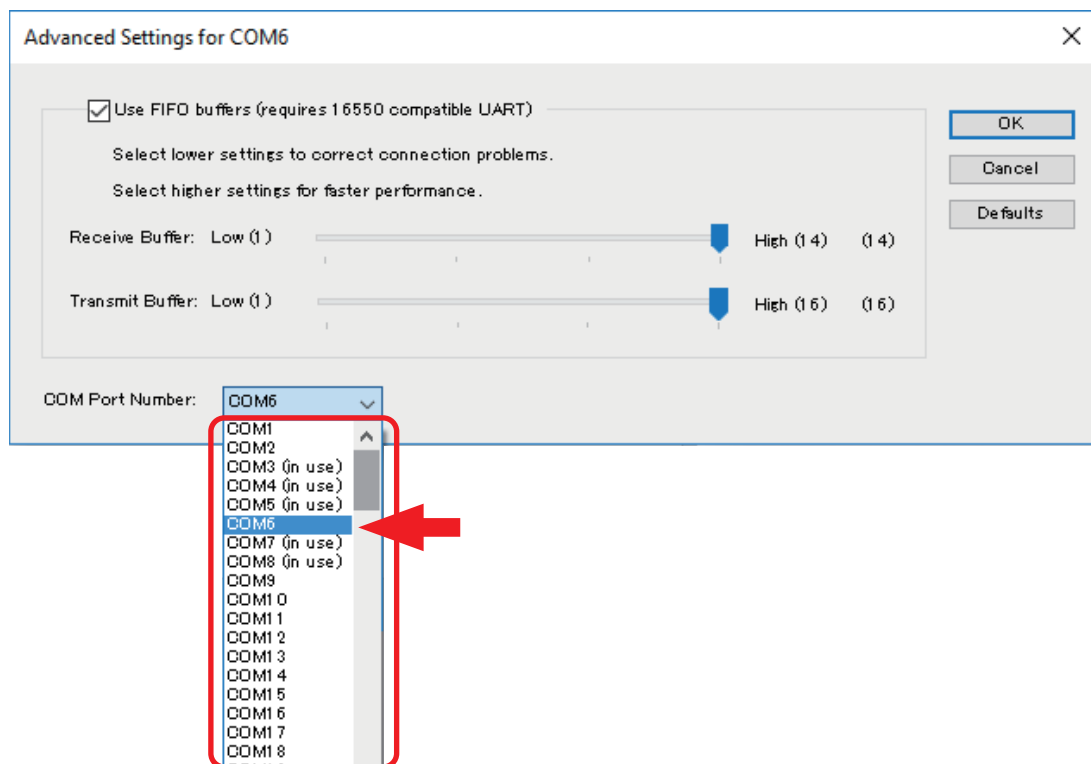 Advanced Settings for COM6
Use FIFO buffers (requires 16550 compatible UART)
OK
Select lower settings to correct connection problems.
Cancel
Select higher settings for faster performance.
Defaults
Receive Buffer: Low (1) High (14) (14)
Transmit Buffer: Low (1) High (16) (16)
COM Port Number: COM6
COM1
COM2
COM3 (in use)
COM4 (in use)
COM5 (in use)
COM6
COM7 (in use)
COM8 (in use)
COM9
COM10
COM11
COM12
COM13
COM14
COM15
COM16
COM17
COM18